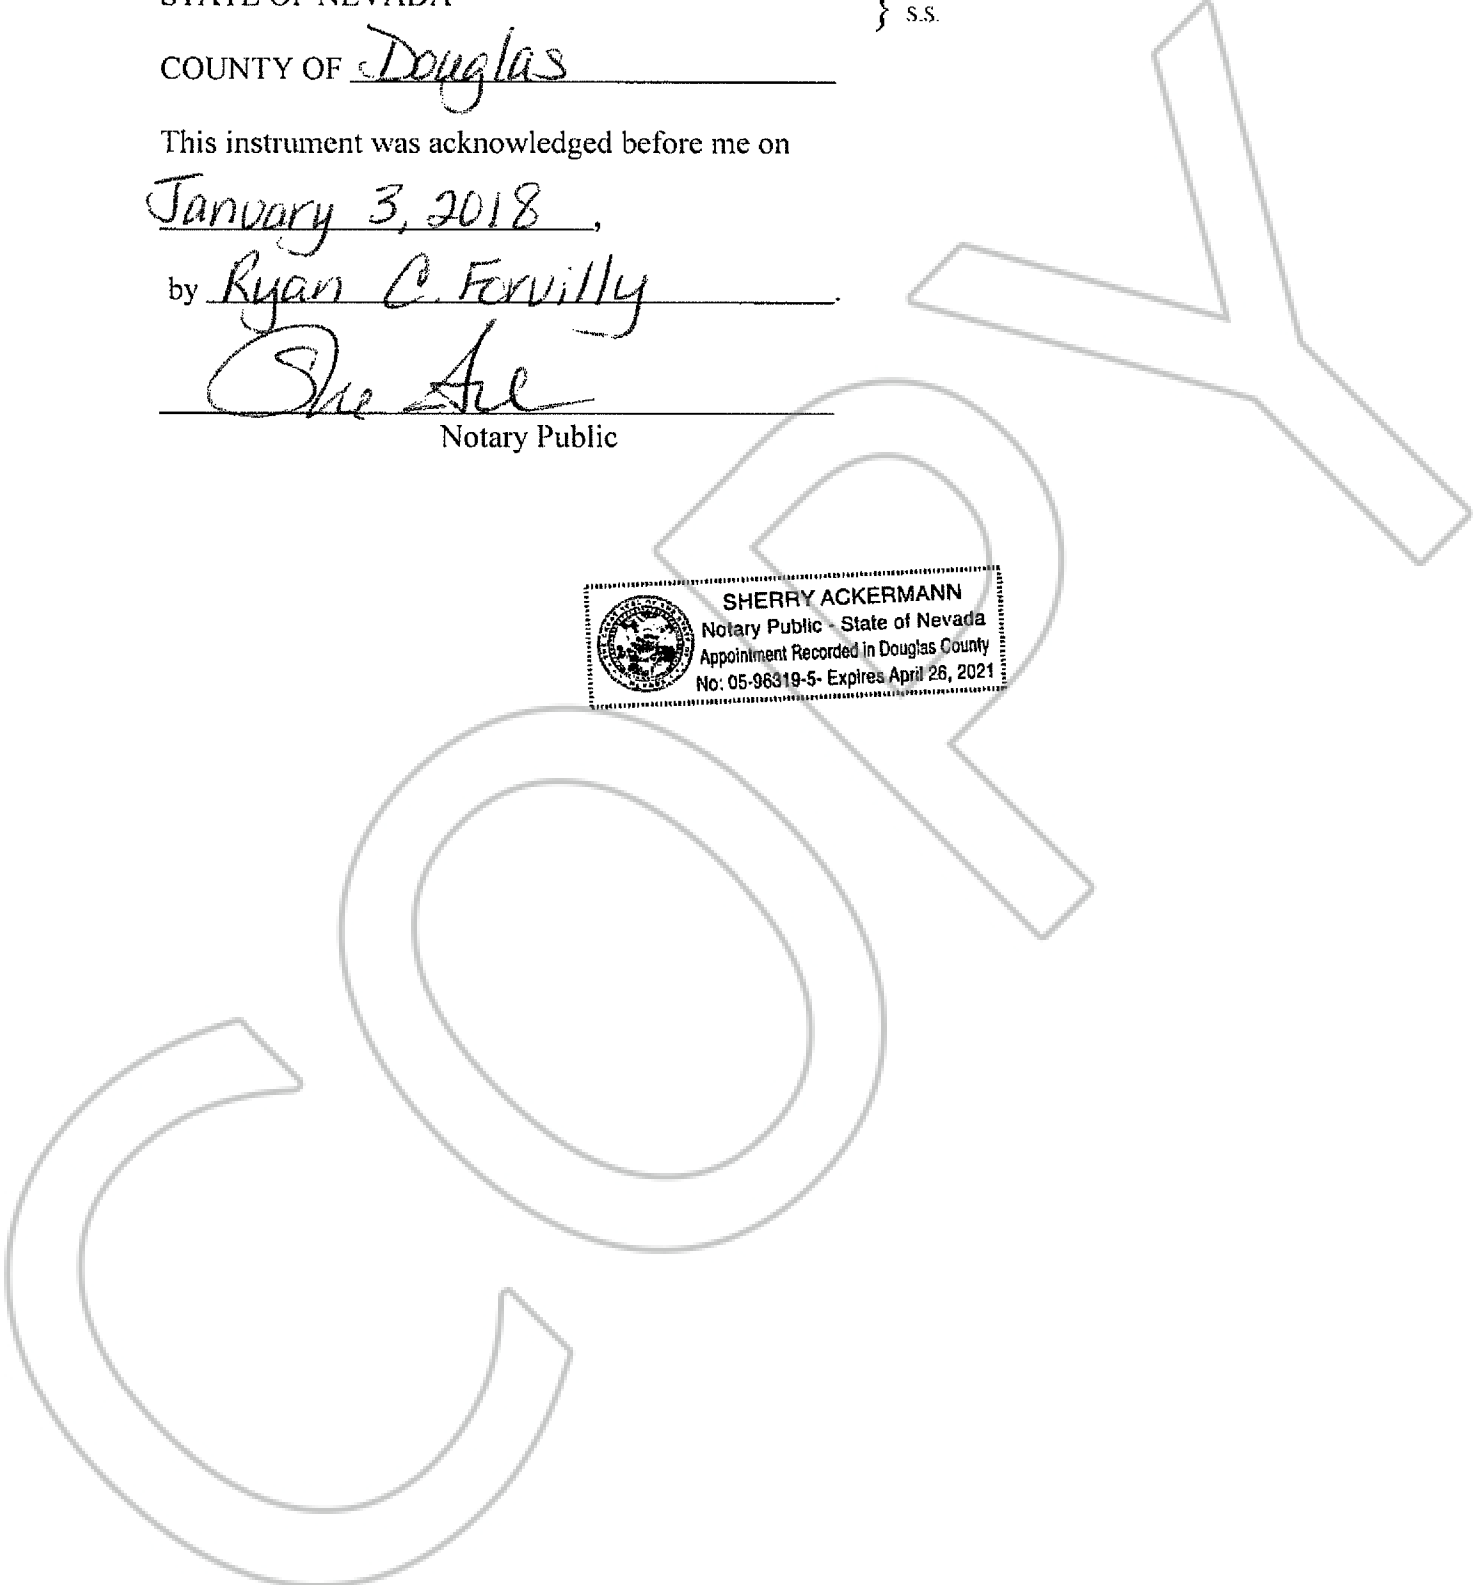 STATE OF NEVADA
} s.s.
COUNTY OF Douglas
This instrument was acknowledged before me on
January 3, 2018,
by Ryan C. Forvilly.
Notary Public
SHERRY ACKERMANN
Notary Public - State of Nevada
Appointment Recorded in Douglas County
No: 05-96319-5- Expires April 26, 2021
COPY